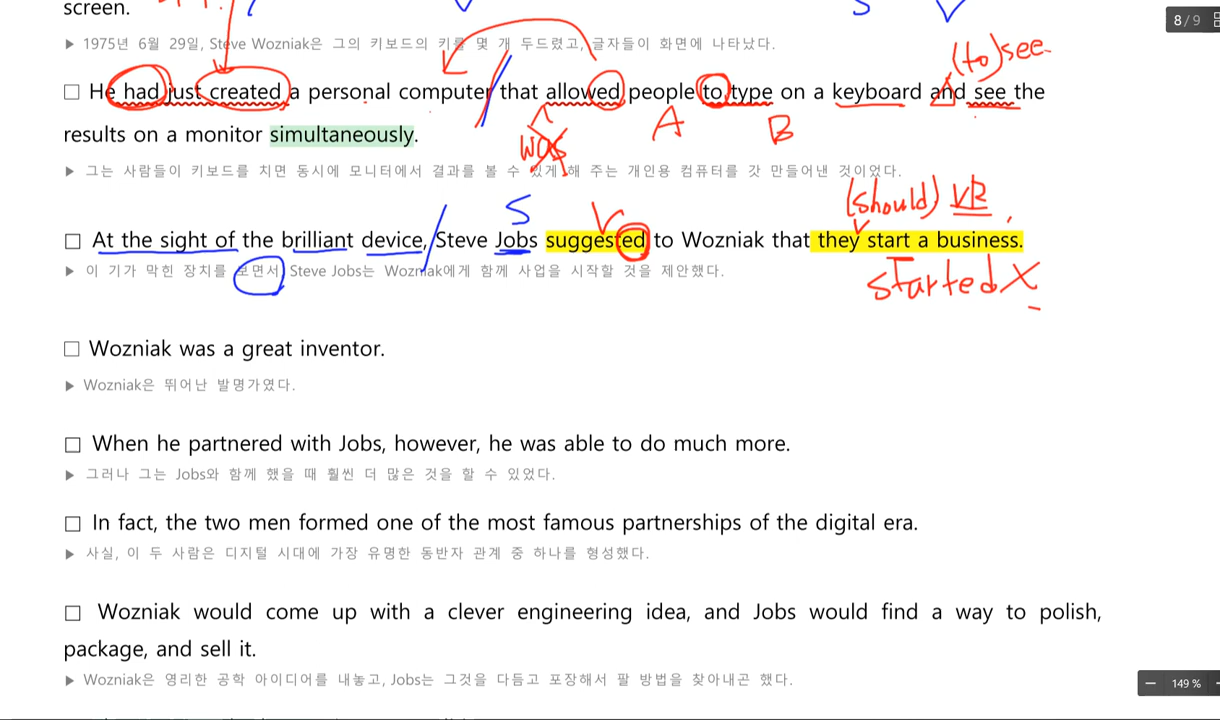 screen.
S
▶ 1975년 6월 29일, Steve Wozniak은 그의 키보드의 키를 몇 개 두드렸고, 글자들이 화면에 나타났다.
(to) see
□ He had just created a personal computer that allowed people to type on a keyboard and see the
results on a monitor simultaneously.
was
A
B
▶ 그는 사람들이 키보드를 치면 동시에 모니터에서 결과를 볼 수 있게 해 주는 개인용 컴퓨터를 갓 만들어낸 것이었다.
S
V
(should) VR
□ At the sight of the brilliant device, Steve Jobs suggested to Wozniak that they start a business.
▶ 이 기가 막힌 장치를 보면서, Steve Jobs는 Wozniak에게 함께 사업을 시작할 것을 제안했다.
started X
□ Wozniak was a great inventor.
▶ Wozniak은 뛰어난 발명가였다.
□ When he partnered with Jobs, however, he was able to do much more.
▶ 그러나 그는 Jobs와 함께 했을 때 훨씬 더 많은 것을 할 수 있었다.
□ In fact, the two men formed one of the most famous partnerships of the digital era.
▶ 사실, 이 두 사람은 디지털 시대에 가장 유명한 동반자 관계 중 하나를 형성했다.
□ Wozniak would come up with a clever engineering idea, and Jobs would find a way to polish,
package, and sell it.
▶ Wozniak은 영리한 공학 아이디어를 내놓고, Jobs는 그것을 다듬고 포장해서 팔 방법을 찾아내곤 했다.
8 / 9
149 %